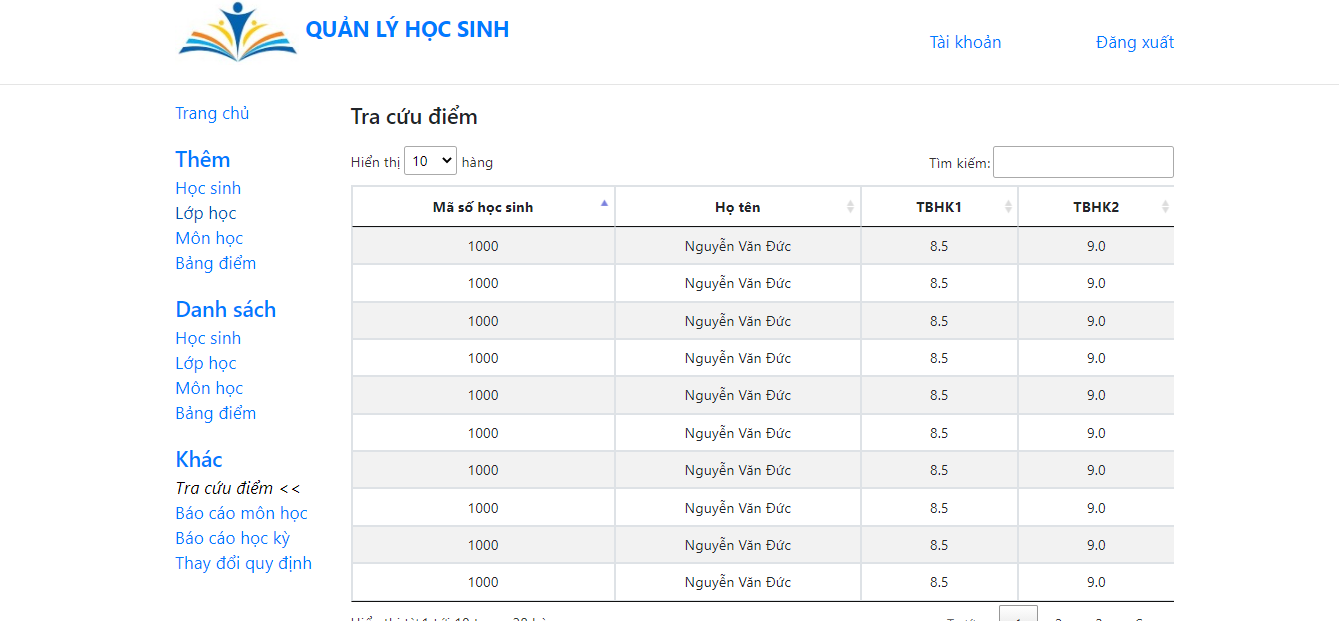 QUẢN LÝ HỌC SINH
Tài khoản Đăng xuất
Trang chủ
Thêm
Học sinh
Lớp học
Môn học
Bảng điểm
Danh sách
Học sinh
Lớp học
Môn học
Bảng điểm
Khác
Tra cứu điểm <<
Báo cáo môn học
Báo cáo học kỳ
Thay đổi quy định
Tra cứu điểm
Hiển thị 10 hàng Tìm kiếm:
Mã số học sinh Họ tên TBHK1 TBHK2
1000 Nguyễn Văn Đức 8.5 9.0
1000 Nguyễn Văn Đức 8.5 9.0
1000 Nguyễn Văn Đức 8.5 9.0
1000 Nguyễn Văn Đức 8.5 9.0
1000 Nguyễn Văn Đức 8.5 9.0
1000 Nguyễn Văn Đức 8.5 9.0
1000 Nguyễn Văn Đức 8.5 9.0
1000 Nguyễn Văn Đức 8.5 9.0
1000 Nguyễn Văn Đức 8.5 9.0
1000 Nguyễn Văn Đức 8.5 9.0